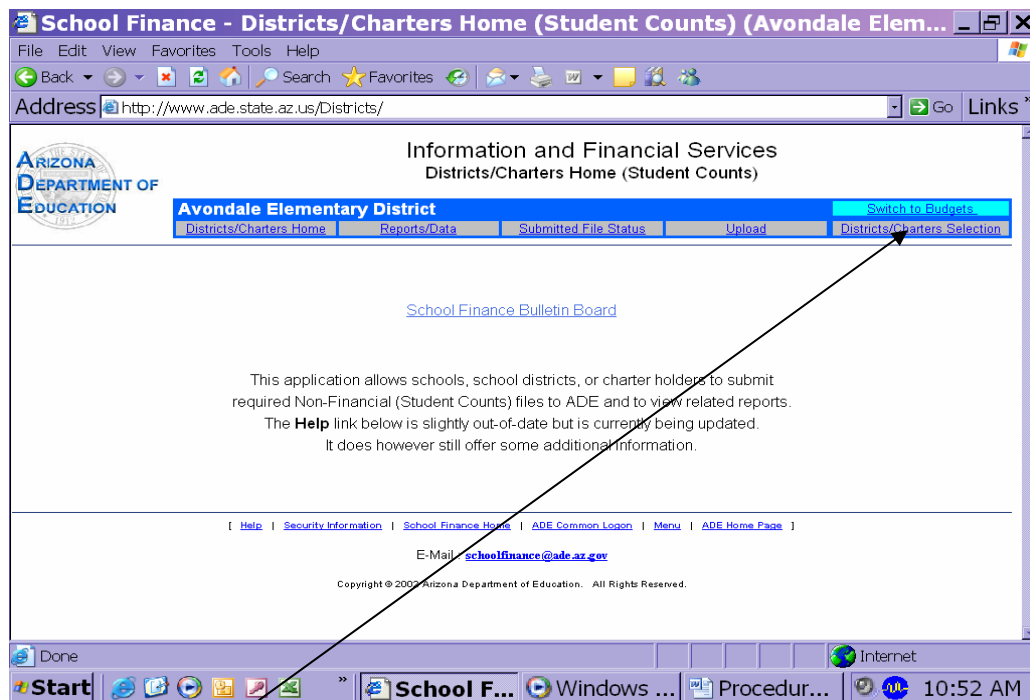 School Finance - Districts/Charters Home (Student Counts) (Avondale Elem...
File Edit View Favorites Tools Help
Back Search Favorites
Address http://www.ade.state.az.us/Districts/ Go Links »
ARIZONA
DEPARTMENT OF
EDUCATION
1912
Information and Financial Services
Districts/Charters Home (Student Counts)
Avondale Elementary District Switch to Budgets
Districts/Charters Home Reports/Data Submitted File Status Upload Districts/Charters Selection
School Finance Bulletin Board
This application allows schools, school districts, or charter holders to submit
required Non-Financial (Student Counts) files to ADE and to view related reports.
The Help link below is slightly out-of-date but is currently being updated.
It does however still offer some additional information.
[ Help | Security Information | School Finance Home | ADE Common Logon | Menu | ADE Home Page ]
E-Mail : schoolfinance@ade.az.gov
Copyright © 2002 Arizona Department of Education. All Rights Reserved.
Done Internet
Start » School F... Windows ... Procedur... 10:52 AM